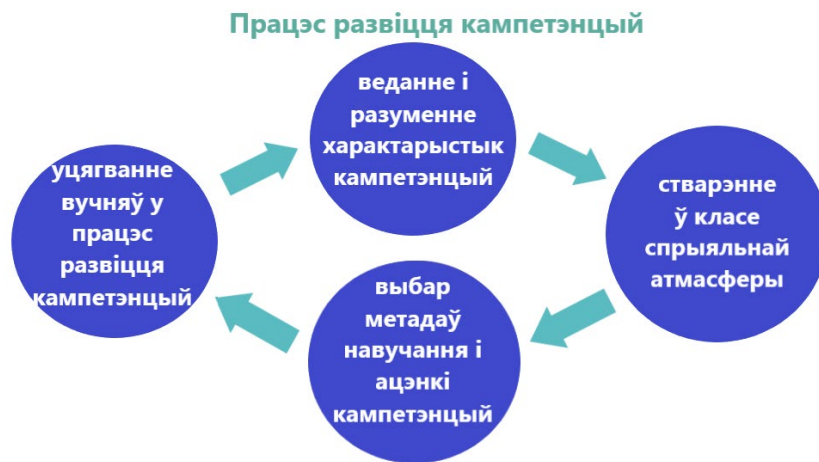 Працэс развіцця кампетэнцый
веданне і
разуменне
характарыстык
кампетэнцый
стварэнне
ў класе
спрыяльнай
атмасферы
выбар
метадаў
навучання і
ацэнкі
кампетэнцый
уцягванне
вучняў у
працэс
развіцця
кампетэнцый